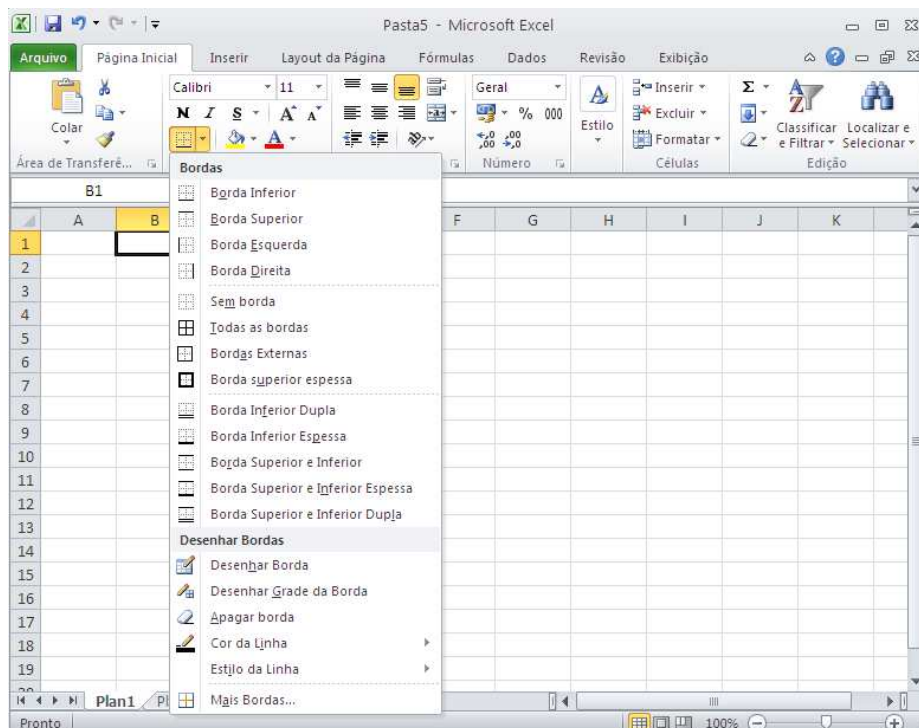 Pasta5 - Microsoft Excel
Arquivo Página Inicial Inserir Layout da Página Fórmulas Dados Revisão Exibição
Colar
Calibri 11
N I S A A
A
Geral
% 000
,00 ,0
Estilo
Inserir
Excluir
Formatar
Σ
Classificar e Filtrar
Localizar e Selecionar
Área de Transferê... Número Células Edição
B1
A B F G H I J K
Bordas
Borda Inferior
Borda Superior
Borda Esquerda
Borda Direita
Sem borda
Todas as bordas
Bordas Externas
Borda superior espessa
Borda Inferior Dupla
Borda Inferior Espessa
Borda Superior e Inferior
Borda Superior e Inferior Espessa
Borda Superior e Inferior Dupla
Desenhar Bordas
Desenhar Borda
Desenhar Grade da Borda
Apagar borda
Cor da Linha
Estilo da Linha
Mais Bordas...
1
2
3
4
5
6
7
8
9
10
11
12
13
14
15
16
17
18
19
Plan1
Pronto 100%